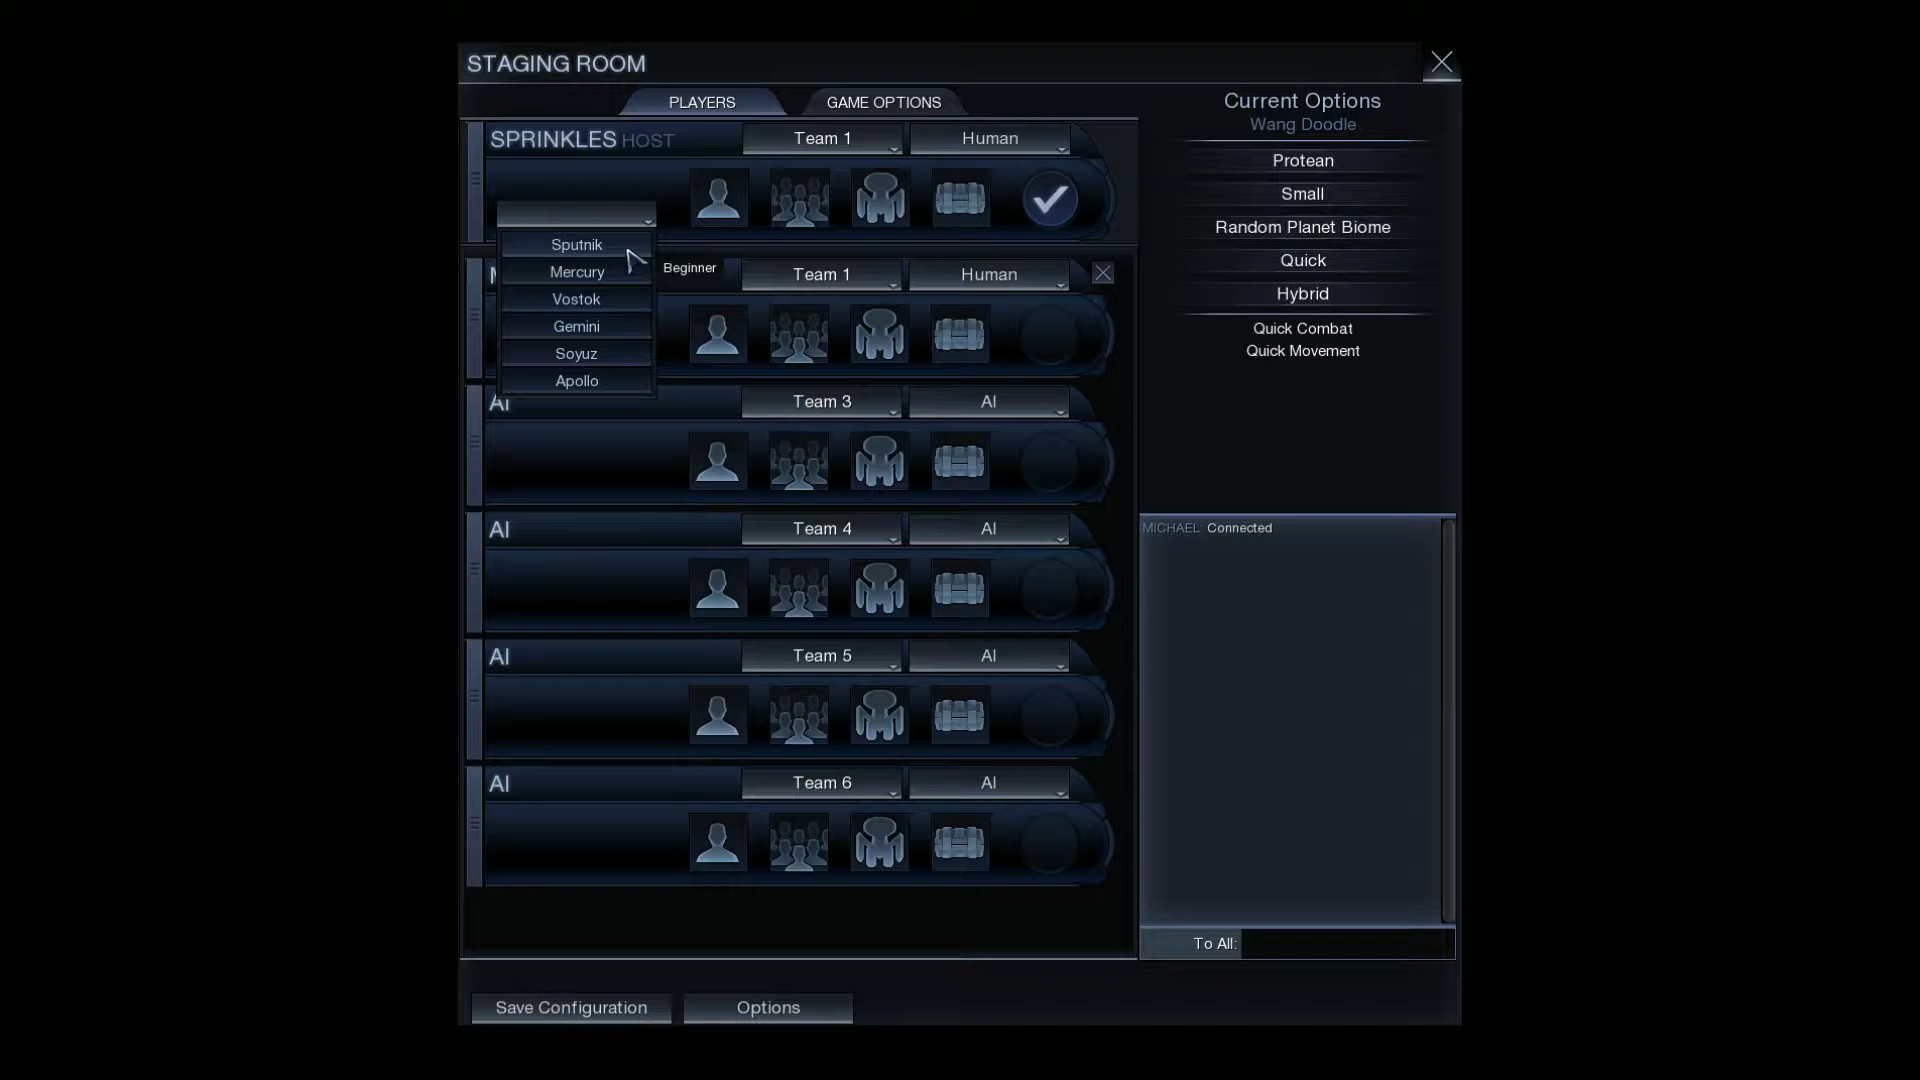 STAGING ROOM
PLAYERS
GAME OPTIONS
SPRINKLES HOST
Team 1
Human
Sputnik
Mercury
Vostok
Gemini
Soyuz
Apollo
Beginner
Team 1
Human
AI
Team 3
AI
AI
Team 4
AI
AI
Team 5
AI
AI
Team 6
AI
Current Options
Wang Doodle
Protean
Small
Random Planet Biome
Quick
Hybrid
Quick Combat
Quick Movement
MICHAEL: Connected
To All:
Save Configuration
Options